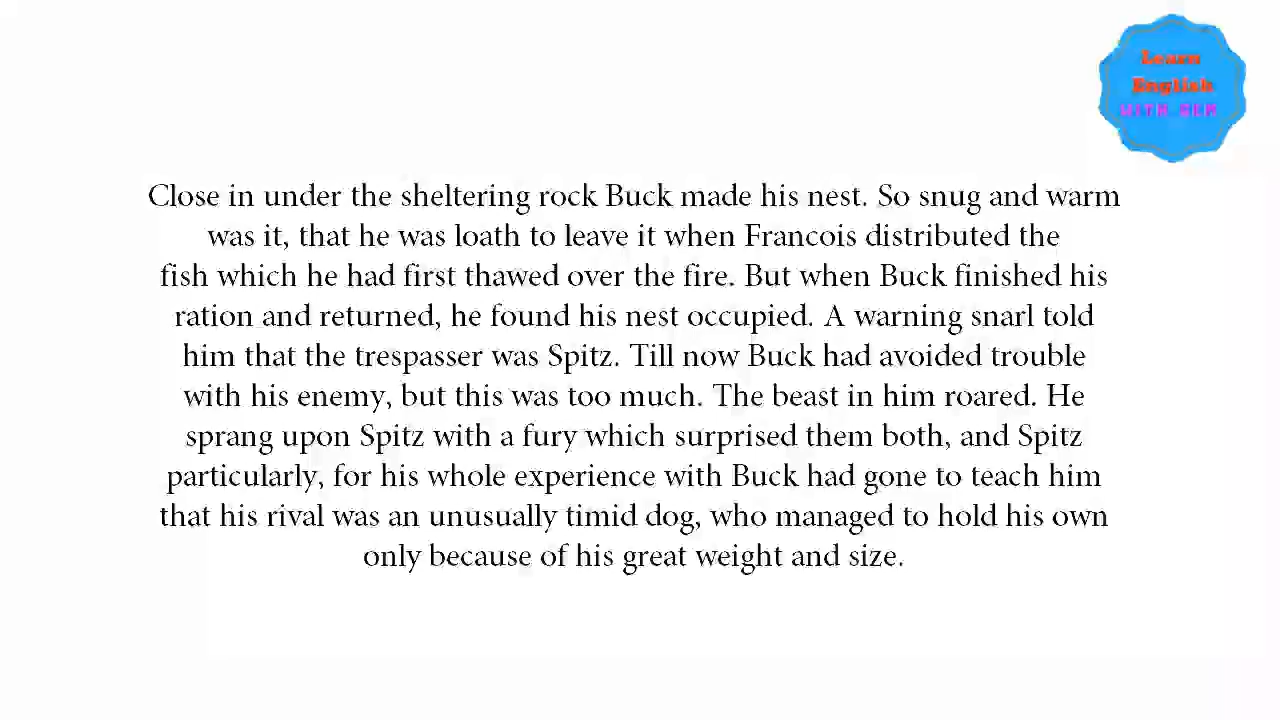 Learn
English
WITH GEM
Close in under the sheltering rock Buck made his nest. So snug and warm
was it, that he was loath to leave it when Francois distributed the
fish which he had first thawed over the fire. But when Buck finished his
ration and returned, he found his nest occupied. A warning snarl told
him that the trespasser was Spitz. Till now Buck had avoided trouble
with his enemy, but this was too much. The beast in him roared. He
sprang upon Spitz with a fury which surprised them both, and Spitz
particularly, for his whole experience with Buck had gone to teach him
that his rival was an unusually timid dog, who managed to hold his own
only because of his great weight and size.